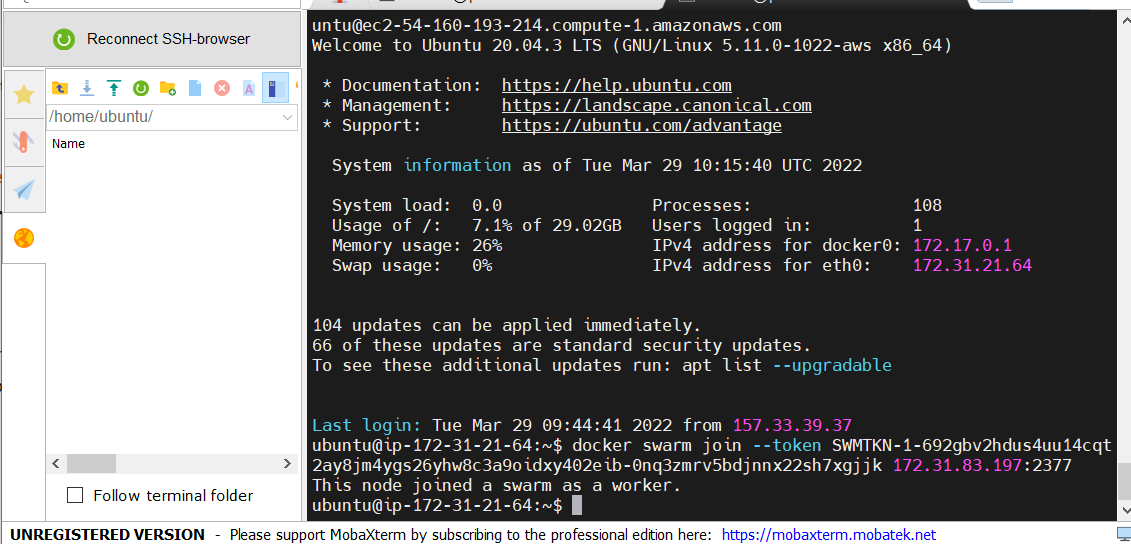 Reconnect SSH-browser
/home/ubuntu/
Name
Follow terminal folder
untu@ec2-54-160-193-214.compute-1.amazonaws.com
Welcome to Ubuntu 20.04.3 LTS (GNU/Linux 5.11.0-1022-aws x86_64)
* Documentation: https://help.ubuntu.com
* Management: https://landscape.canonical.com
* Support: https://ubuntu.com/advantage
System information as of Tue Mar 29 10:15:40 UTC 2022
System load: 0.0 Processes: 108
Usage of /: 7.1% of 29.02GB Users logged in: 1
Memory usage: 26% IPv4 address for docker0: 172.17.0.1
Swap usage: 0% IPv4 address for eth0: 172.31.21.64
104 updates can be applied immediately.
66 of these updates are standard security updates.
To see these additional updates run: apt list --upgradable
Last login: Tue Mar 29 09:44:41 2022 from 157.33.39.37
ubuntu@ip-172-31-21-64:~$ docker swarm join --token SWMTKN-1-692gbv2hdus4uu14cqt
2ay8jm4ygs26yhw8c3a9oidxy402eib-0nq3zmrv5bdjnnx22sh7xgjjk 172.31.83.197:2377
This node joined a swarm as a worker.
ubuntu@ip-172-31-21-64:~$
UNREGISTERED VERSION - Please support MobaXterm by subscribing to the professional edition here: https://mobaxterm.mobatek.net